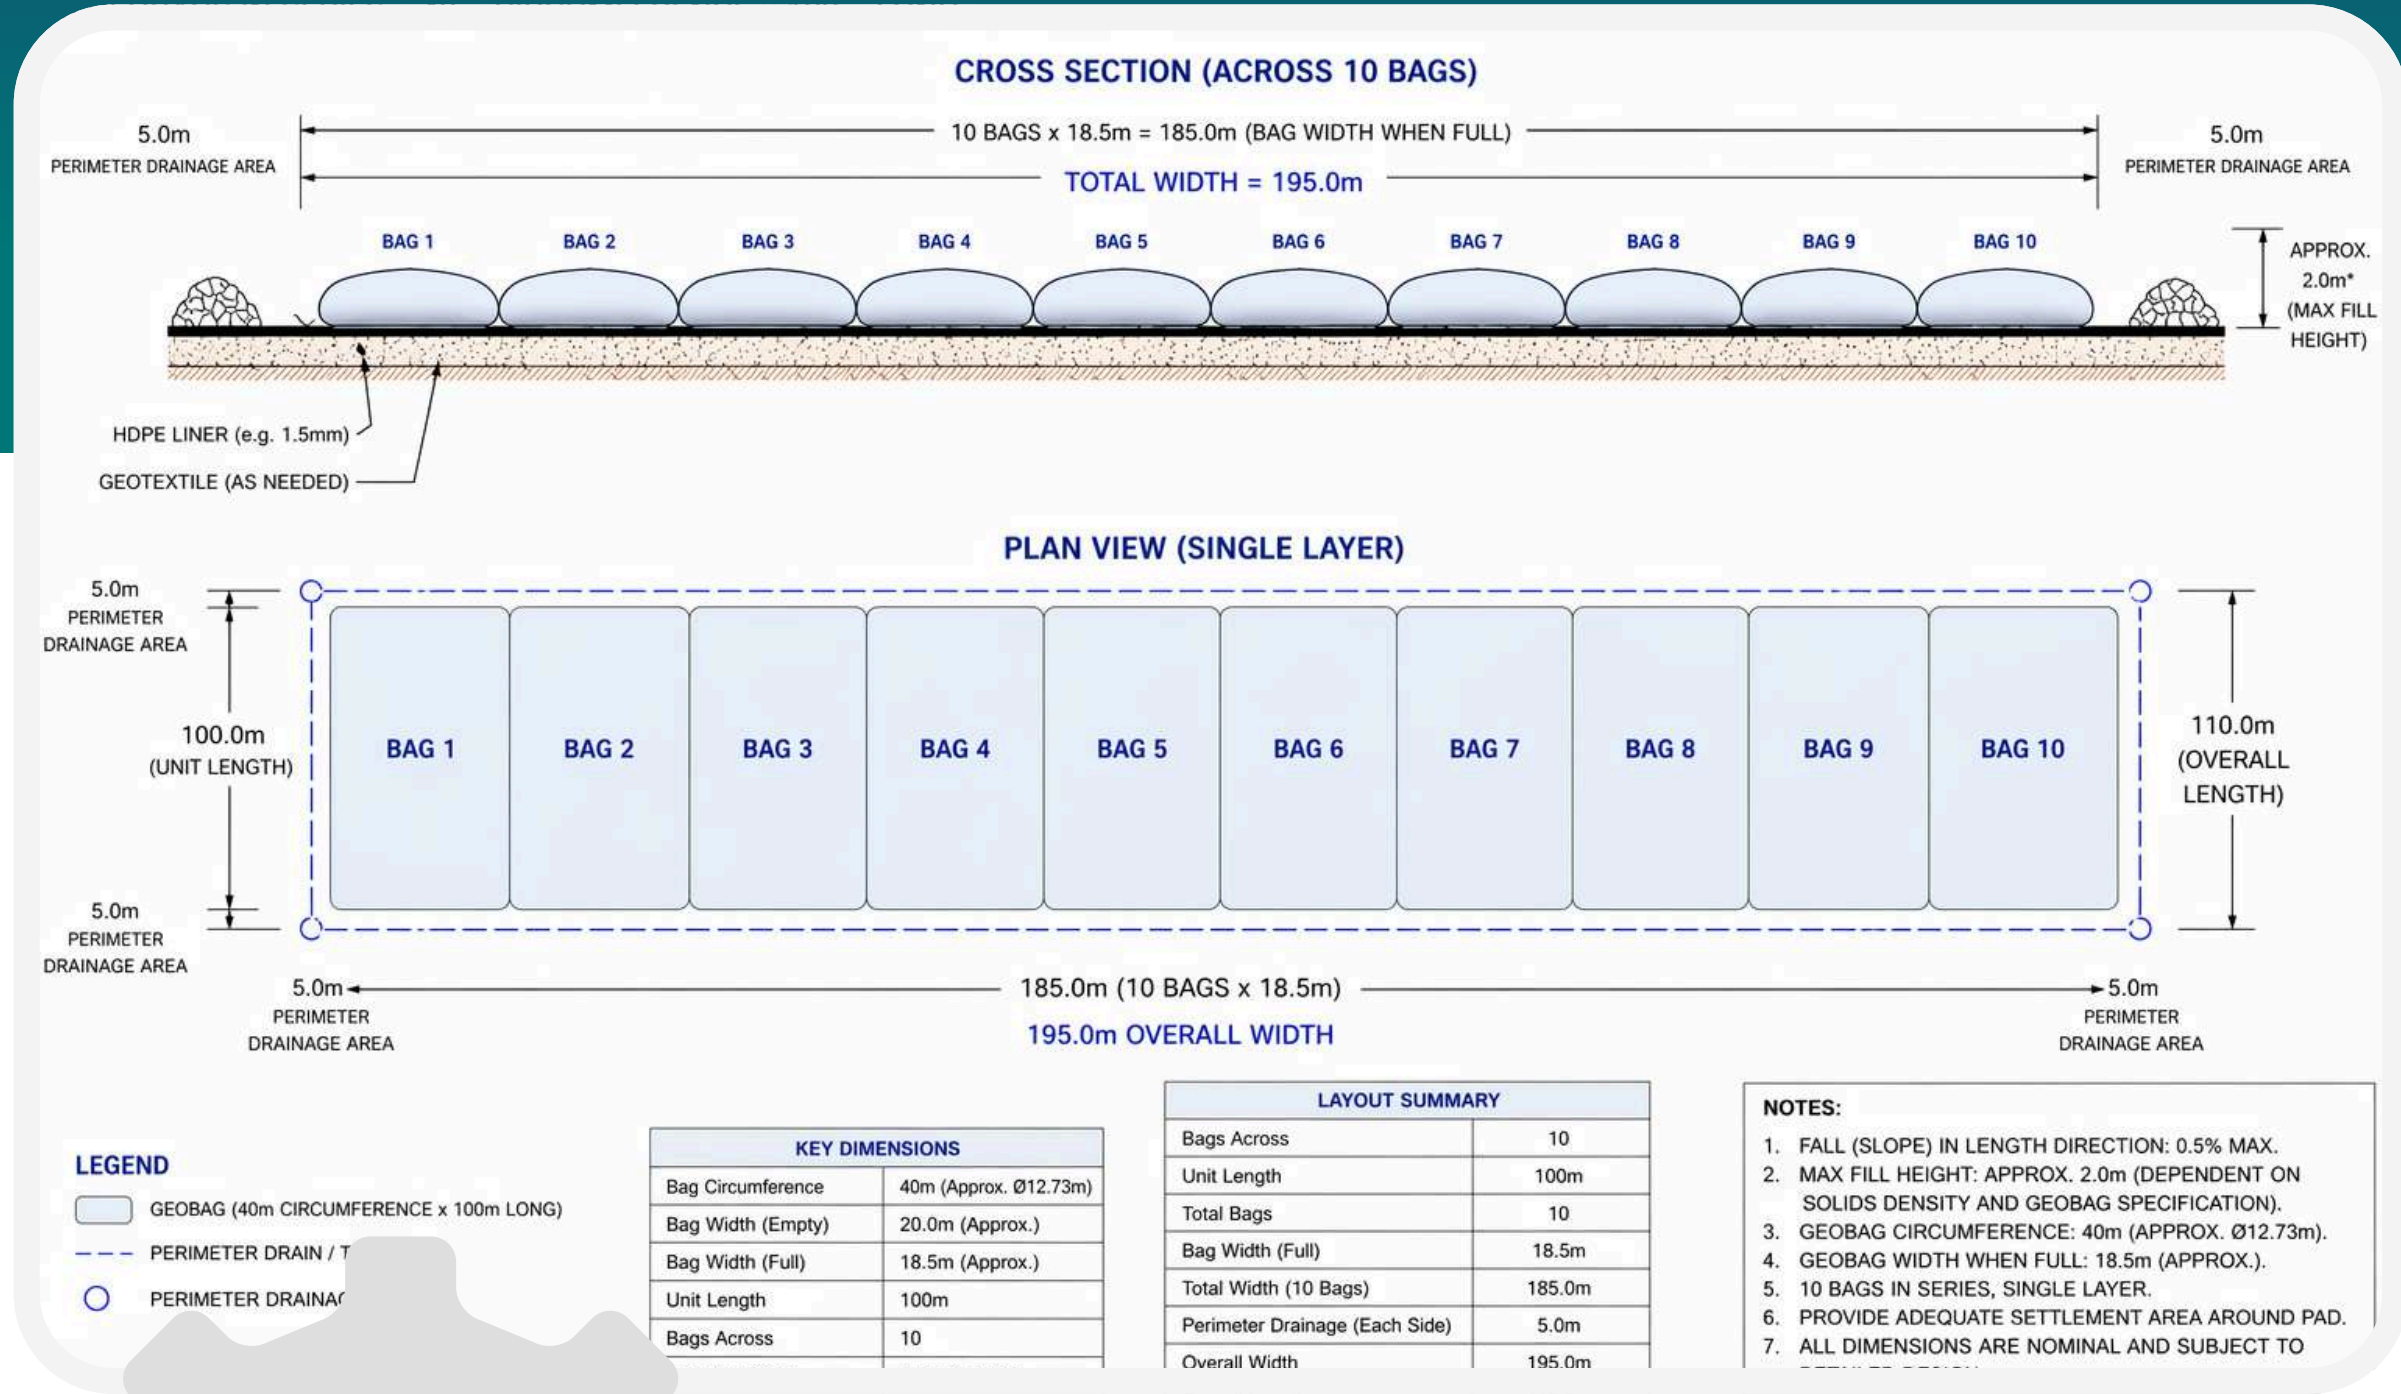 CROSS SECTION (ACROSS 10 BAGS)
5.0m
PERIMETER DRAINAGE AREA
10 BAGS x 18.5m = 185.0m (BAG WIDTH WHEN FULL)
TOTAL WIDTH = 195.0m
5.0m
PERIMETER DRAINAGE AREA
BAG 1
BAG 2
BAG 3
BAG 4
BAG 5
BAG 6
BAG 7
BAG 8
BAG 9
BAG 10
APPROX.
2.0m*
(MAX FILL
HEIGHT)
HDPE LINER (e.g. 1.5mm)
GEOTEXTILE (AS NEEDED)
PLAN VIEW (SINGLE LAYER)
5.0m
PERIMETER
DRAINAGE AREA
100.0m
(UNIT LENGTH)
5.0m
PERIMETER
DRAINAGE AREA
BAG 1
BAG 2
BAG 3
BAG 4
BAG 5
BAG 6
BAG 7
BAG 8
BAG 9
BAG 10
110.0m
(OVERALL
LENGTH)
5.0m
PERIMETER
DRAINAGE AREA
185.0m (10 BAGS x 18.5m)
195.0m OVERALL WIDTH
5.0m
PERIMETER
DRAINAGE AREA
LEGEND
GEOBAG (40m CIRCUMFERENCE x 100m LONG)
PERIMETER DRAIN /
PERIMETER
KEY DIMENSIONS
Bag Circumference 40m (Approx. Ø12.73m)
Bag Width (Empty) 20.0m (Approx.)
Bag Width (Full) 18.5m (Approx.)
Unit Length 100m
Bags Across 10
LAYOUT SUMMARY
Bags Across 10
Unit Length 100m
Total Bags 10
Bag Width (Full) 18.5m
Total Width (10 Bags) 185.0m
Perimeter Drainage (Each Side) 5.0m
Overall Width 195.0m
NOTES:
1. FALL (SLOPE) IN LENGTH DIRECTION: 0.5% MAX.
2. MAX FILL HEIGHT: APPROX. 2.0m (DEPENDENT ON
SOLIDS DENSITY AND GEOBAG SPECIFICATION).
3. GEOBAG CIRCUMFERENCE: 40m (APPROX. Ø12.73m).
4. GEOBAG WIDTH WHEN FULL: 18.5m (APPROX.).
5. 10 BAGS IN SERIES, SINGLE LAYER.
6. PROVIDE ADEQUATE SETTLEMENT AREA AROUND PAD.
7. ALL DIMENSIONS ARE NOMINAL AND SUBJECT TO